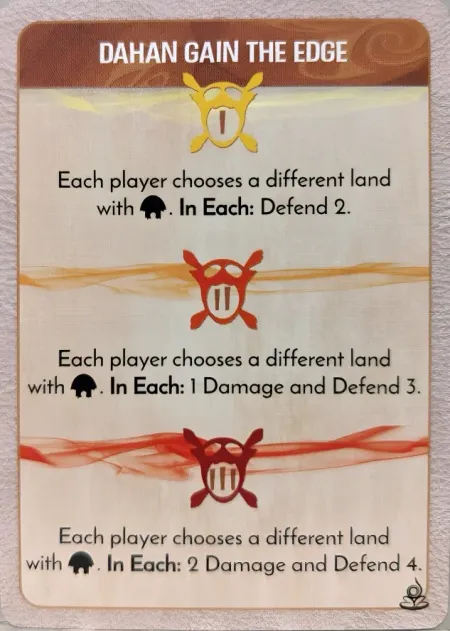 DAHAN GAIN THE EDGE
I
Each player chooses a different land
with . In Each: Defend 2.
II
Each player chooses a different land
with . In Each: 1 Damage and Defend 3.
III
Each player chooses a different land
with . In Each: 2 Damage and Defend 4.